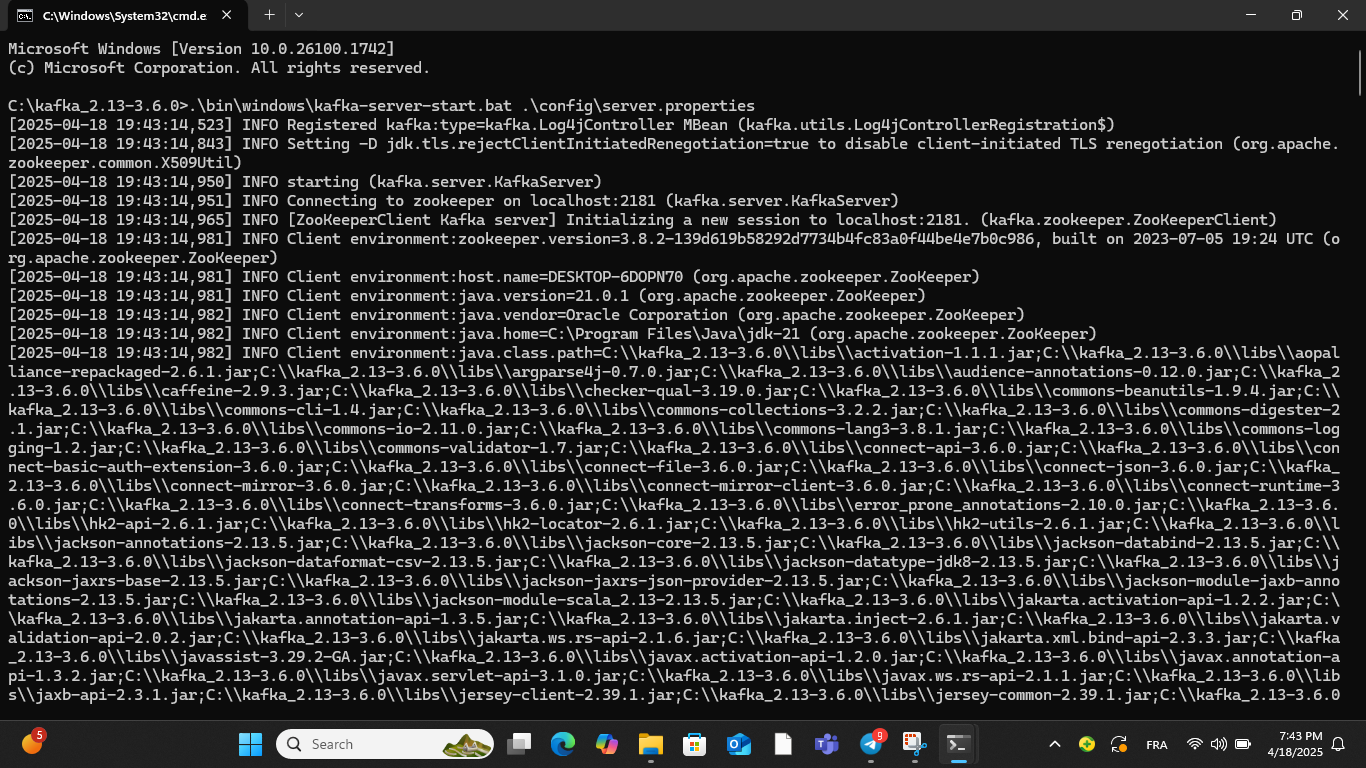 C:\Windows\System32\cmd.e
Microsoft Windows [Version 10.0.26100.1742]
(c) Microsoft Corporation. All rights reserved.
C:\kafka_2.13-3.6.0>.\bin\windows\kafka-server-start.bat .\config\server.properties
[2025-04-18 19:43:14,523] INFO Registered kafka:type=kafka.Log4jController MBean (kafka.utils.Log4jControllerRegistration$)
[2025-04-18 19:43:14,843] INFO Setting -D jdk.tls.rejectClientInitiatedRenegotiation=true to disable client-initiated TLS renegotiation (org.apache.
zookeeper.common.X509Util)
[2025-04-18 19:43:14,950] INFO starting (kafka.server.KafkaServer)
[2025-04-18 19:43:14,951] INFO Connecting to zookeeper on localhost:2181 (kafka.server.KafkaServer)
[2025-04-18 19:43:14,965] INFO [ZooKeeperClient Kafka server] Initializing a new session to localhost:2181. (kafka.zookeeper.ZooKeeperClient)
[2025-04-18 19:43:14,981] INFO Client environment:zookeeper.version=3.8.2-139d619b58292d7734b4fc83a0f44be4e7b0c986, built on 2023-07-05 19:24 UTC (o
rg.apache.zookeeper.ZooKeeper)
[2025-04-18 19:43:14,981] INFO Client environment:host.name=DESKTOP-6DOPN70 (org.apache.zookeeper.ZooKeeper)
[2025-04-18 19:43:14,981] INFO Client environment:java.version=21.0.1 (org.apache.zookeeper.ZooKeeper)
[2025-04-18 19:43:14,982] INFO Client environment:java.vendor=Oracle Corporation (org.apache.zookeeper.ZooKeeper)
[2025-04-18 19:43:14,982] INFO Client environment:java.home=C:\Program Files\Java\jdk-21 (org.apache.zookeeper.ZooKeeper)
[2025-04-18 19:43:14,982] INFO Client environment:java.class.path=C:\\kafka_2.13-3.6.0\\libs\\activation-1.1.1.jar;C:\\kafka_2.13-3.6.0\\libs\\aopal
liance-repackaged-2.6.1.jar;C:\\kafka_2.13-3.6.0\\libs\\argparse4j-0.7.0.jar;C:\\kafka_2.13-3.6.0\\libs\\audience-annotations-0.12.0.jar;C:\\kafka_2
.13-3.6.0\\libs\\caffeine-2.9.3.jar;C:\\kafka_2.13-3.6.0\\libs\\checker-qual-3.19.0.jar;C:\\kafka_2.13-3.6.0\\libs\\commons-beanutils-1.9.4.jar;C:\\
kafka_2.13-3.6.0\\libs\\commons-cli-1.4.jar;C:\\kafka_2.13-3.6.0\\libs\\commons-collections-3.2.2.jar;C:\\kafka_2.13-3.6.0\\libs\\commons-digester-2
.1.jar;C:\\kafka_2.13-3.6.0\\libs\\commons-io-2.11.0.jar;C:\\kafka_2.13-3.6.0\\libs\\commons-lang3-3.8.1.jar;C:\\kafka_2.13-3.6.0\\libs\\commons-log
ging-1.2.jar;C:\\kafka_2.13-3.6.0\\libs\\commons-validator-1.7.jar;C:\\kafka_2.13-3.6.0\\libs\\connect-api-3.6.0.jar;C:\\kafka_2.13-3.6.0\\libs\\con
nect-basic-auth-extension-3.6.0.jar;C:\\kafka_2.13-3.6.0\\libs\\connect-file-3.6.0.jar;C:\\kafka_2.13-3.6.0\\libs\\connect-json-3.6.0.jar;C:\\kafka_
2.13-3.6.0\\libs\\connect-mirror-3.6.0.jar;C:\\kafka_2.13-3.6.0\\libs\\connect-mirror-client-3.6.0.jar;C:\\kafka_2.13-3.6.0\\libs\\connect-runtime-3
.6.0.jar;C:\\kafka_2.13-3.6.0\\libs\\connect-transforms-3.6.0.jar;C:\\kafka_2.13-3.6.0\\libs\\error_prone_annotations-2.10.0.jar;C:\\kafka_2.13-3.6.
0\\libs\\hk2-api-2.6.1.jar;C:\\kafka_2.13-3.6.0\\libs\\hk2-locator-2.6.1.jar;C:\\kafka_2.13-3.6.0\\libs\\hk2-utils-2.6.1.jar;C:\\kafka_2.13-3.6.0\\l
ibs\\jackson-annotations-2.13.5.jar;C:\\kafka_2.13-3.6.0\\libs\\jackson-core-2.13.5.jar;C:\\kafka_2.13-3.6.0\\libs\\jackson-databind-2.13.5.jar;C:\\
kafka_2.13-3.6.0\\libs\\jackson-dataformat-csv-2.13.5.jar;C:\\kafka_2.13-3.6.0\\libs\\jackson-datatype-jdk8-2.13.5.jar;C:\\kafka_2.13-3.6.0\\libs\\j
ackson-jaxrs-base-2.13.5.jar;C:\\kafka_2.13-3.6.0\\libs\\jackson-jaxrs-json-provider-2.13.5.jar;C:\\kafka_2.13-3.6.0\\libs\\jackson-module-jaxb-anno
tations-2.13.5.jar;C:\\kafka_2.13-3.6.0\\libs\\jackson-module-scala_2.13-2.13.5.jar;C:\\kafka_2.13-3.6.0\\libs\\jakarta.activation-api-1.2.2.jar;C:\
\kafka_2.13-3.6.0\\libs\\jakarta.annotation-api-1.3.5.jar;C:\\kafka_2.13-3.6.0\\libs\\jakarta.inject-2.6.1.jar;C:\\kafka_2.13-3.6.0\\libs\\jakarta.v
alidation-api-2.0.2.jar;C:\\kafka_2.13-3.6.0\\libs\\jakarta.ws.rs-api-2.1.6.jar;C:\\kafka_2.13-3.6.0\\libs\\jakarta.xml.bind-api-2.3.3.jar;C:\\kafka
_2.13-3.6.0\\libs\\javassist-3.29.2-GA.jar;C:\\kafka_2.13-3.6.0\\libs\\javax.activation-api-1.2.0.jar;C:\\kafka_2.13-3.6.0\\libs\\javax.annotation-a
pi-1.3.2.jar;C:\\kafka_2.13-3.6.0\\libs\\javax.servlet-api-3.1.0.jar;C:\\kafka_2.13-3.6.0\\libs\\javax.ws.rs-api-2.1.1.jar;C:\\kafka_2.13-3.6.0\\lib
s\\jaxb-api-2.3.1.jar;C:\\kafka_2.13-3.6.0\\libs\\jersey-client-2.39.1.jar;C:\\kafka_2.13-3.6.0\\libs\\jersey-common-2.39.1.jar;C:\\kafka_2.13-3.6.0
5
Search
9
FRA
7:43 PM
4/18/2025